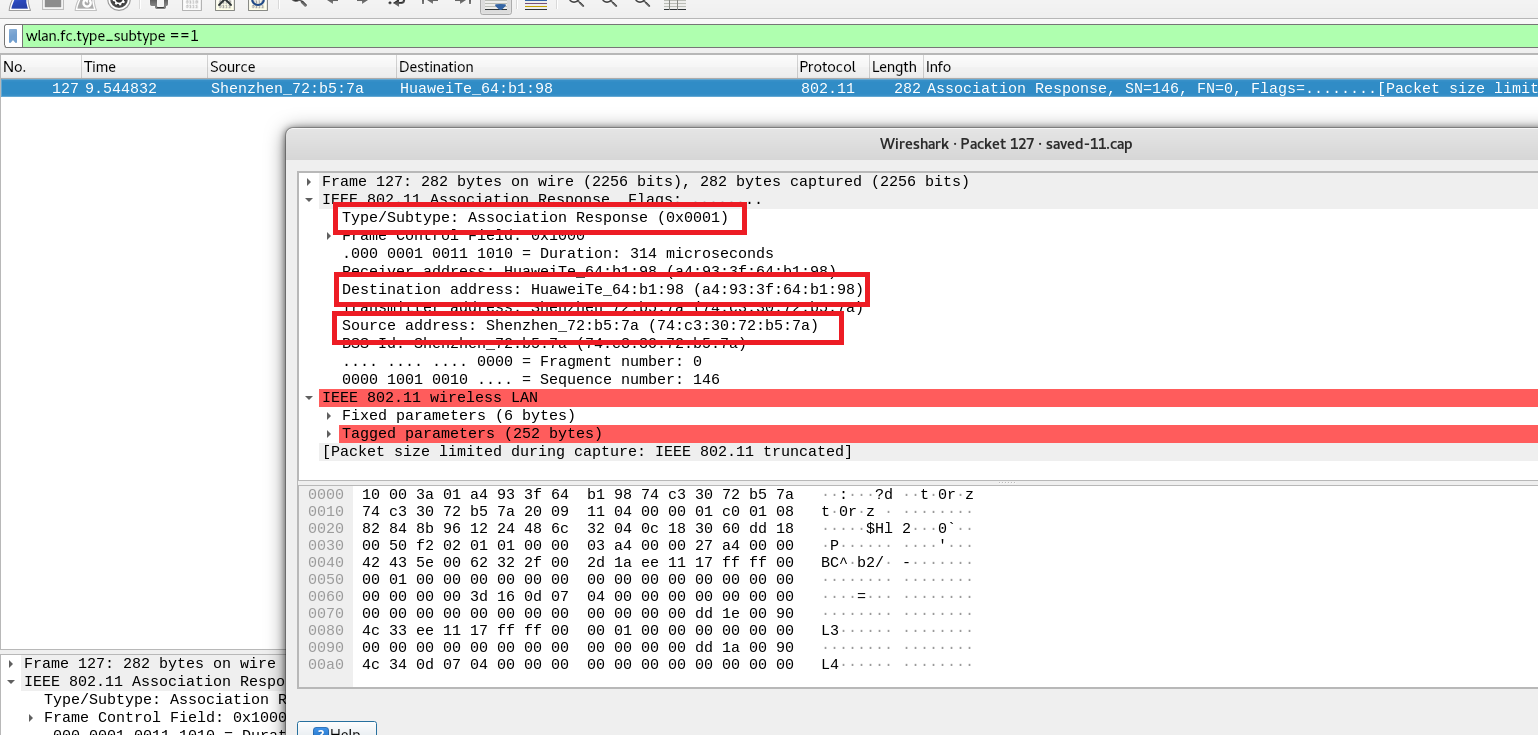 wlan.fc.type_subtype ==1
No. Time Source Destination Protocol Length Info
127 9.544832 Shenzhen_72:b5:7a HuaweiTe_64:b1:98 802.11 282 Association Response, SN=146, FN=0, Flags=........[Packet size limit
Wireshark · Packet 127 · saved-11.cap
Frame 127: 282 bytes on wire (2256 bits), 282 bytes captured (2256 bits)
IEEE 802.11 Association Response, Flags: ........
Type/Subtype: Association Response (0x0001)
Frame Control Field: 0x1000
.000 0001 0011 1010 = Duration: 314 microseconds
Receiver address: HuaweiTe_64:b1:98 (a4:93:3f:64:b1:98)
Destination address: HuaweiTe_64:b1:98 (a4:93:3f:64:b1:98)
Transmitter address: Shenzhen_72:b5:7a (74:c3:30:72:b5:7a)
Source address: Shenzhen_72:b5:7a (74:c3:30:72:b5:7a)
BSS Id: Shenzhen_72:b5:7a (74:c3:30:72:b5:7a)
.... .... .... 0000 = Fragment number: 0
0000 1001 0010 .... = Sequence number: 146
IEEE 802.11 wireless LAN
Fixed parameters (6 bytes)
Tagged parameters (252 bytes)
[Packet size limited during capture: IEEE 802.11 truncated]
0000 10 00 3a 01 a4 93 3f 64 b1 98 74 c3 30 72 b5 7a ··:···?d ··t·0r·z
0010 74 c3 30 72 b5 7a 20 09 11 04 00 00 01 c0 01 08 t·0r·z · ········
0020 82 84 8b 96 12 24 48 6c 32 04 0c 18 30 60 dd 18 ·····$Hl 2···0`··
0030 00 50 f2 02 01 01 00 00 03 a4 00 00 27 a4 00 00 ·P······ ····'···
0040 42 43 5e 00 62 32 2f 00 2d 1a ee 11 17 ff ff 00 BC^·b2/· -·······
0050 00 01 00 00 00 00 00 00 00 00 00 00 00 00 00 00 ········ ········
0060 00 00 00 00 3d 16 0d 07 04 00 00 00 00 00 00 00 ····=··· ········
0070 00 00 00 00 00 00 00 00 00 00 00 00 dd 1e 00 90 ········ ········
0080 4c 33 ee 11 17 ff ff 00 00 01 00 00 00 00 00 00 L3······ ········
0090 00 00 00 00 00 00 00 00 00 00 00 00 dd 1a 00 90 ········ ········
00a0 4c 34 0d 07 04 00 00 00 00 00 00 00 00 00 00 00 L4······ ········
Frame 127: 282 bytes on wire
IEEE 802.11 Association Respo
Type/Subtype: Association R
Frame Control Field: 0x1000
.000 0001 0011 1010 = Durat
Help